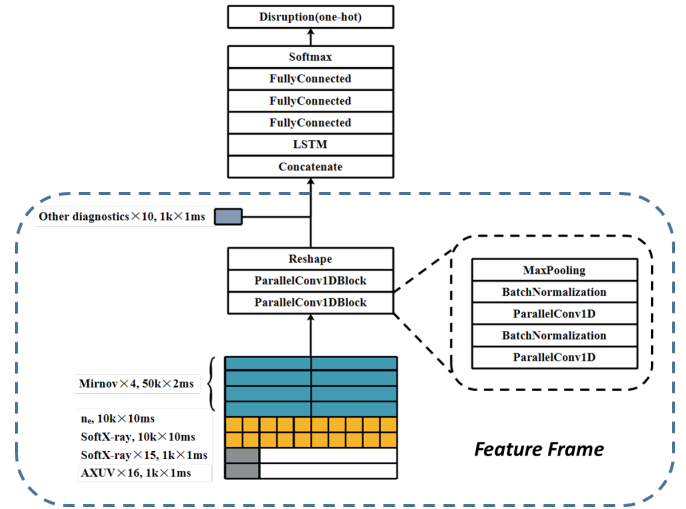 Disruption(one-hot)
Softmax
FullyConnected
FullyConnected
FullyConnected
LSTM
Concatenate
Other diagnostics×10, 1k×1ms
Reshape
ParallelConv1DBlock
ParallelConv1DBlock
MaxPooling
BatchNormalization
ParallelConv1D
BatchNormalization
ParallelConv1D
Mirnov×4, 50k×2ms
nₑ, 10k×10ms
SoftX-ray, 10k×10ms
SoftX-ray×15, 1k×1ms
AXUV×16, 1k×1ms
Feature Frame